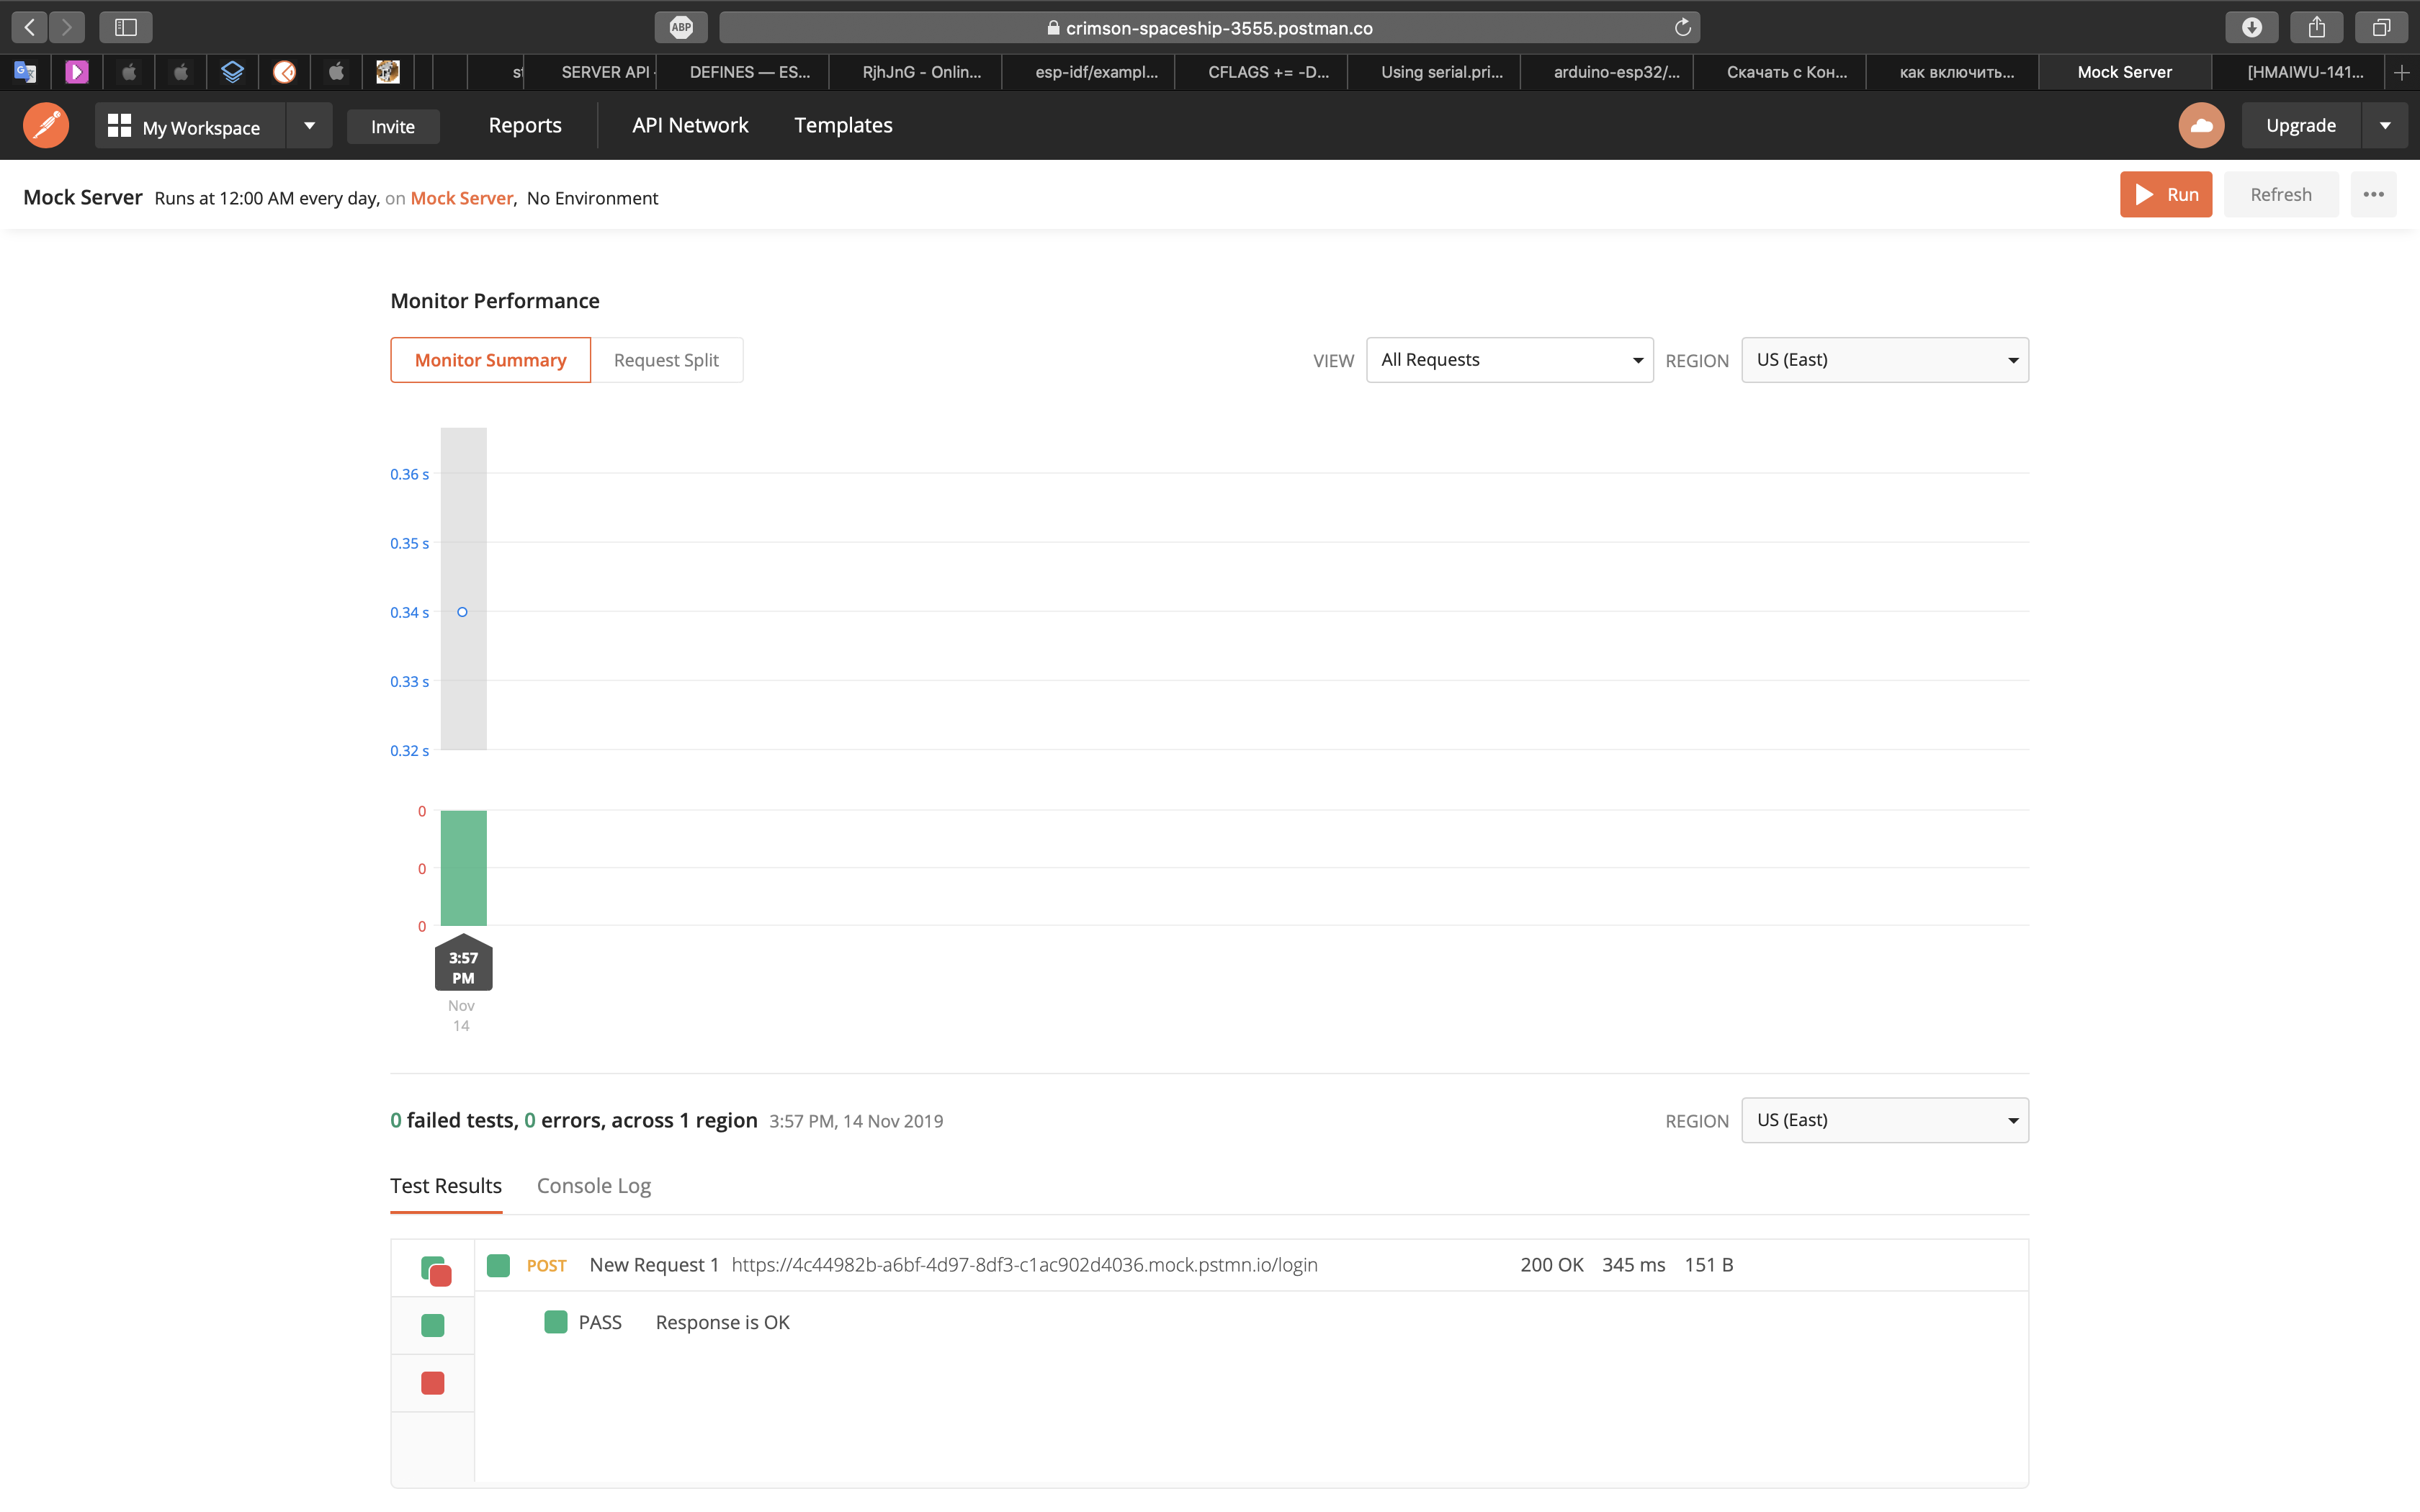 ABP
crimson-spaceship-3555.postman.co
SERVER API
DEFINES — ES...
RjhJnG - Onlin...
esp-idf/exampl...
CFLAGS += -D...
Using serial.pri...
arduino-esp32/...
Скачать с Кон...
как включить...
Mock Server
[HMAIWU-141...
My Workspace
Invite
Reports
API Network
Templates
Upgrade
Mock Server Runs at 12:00 AM every day, on Mock Server, No Environment
Run
Refresh
Monitor Performance
Monitor Summary
Request Split
VIEW
All Requests
REGION
US (East)
0.36 s
0.35 s
0.34 s
0.33 s
0.32 s
0
0
0
3:57
PM
Nov
14
0 failed tests, 0 errors, across 1 region 3:57 PM, 14 Nov 2019
REGION
US (East)
Test Results
Console Log
POST New Request 1 https://4c44982b-a6bf-4d97-8df3-c1ac902d4036.mock.pstmn.io/login 200 OK 345 ms 151 B
PASS Response is OK